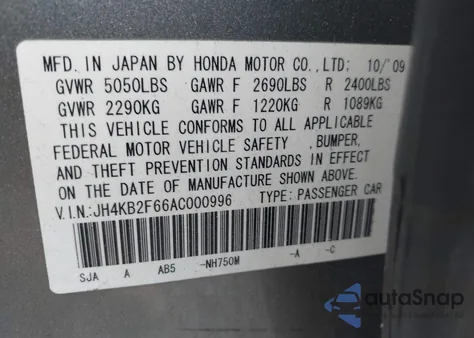 MFD. IN JAPAN BY HONDA MOTOR CO., LTD: 10/'09
GVWR 5050LBS GAWR F 2690LBS R 2400LBS
GVWR 2290KG GAWR F 1220KG R 1089KG
THIS VEHICLE CONFORMS TO ALL APPLICABLE
FEDERAL MOTOR VEHICLE SAFETY , BUMPER,
AND THEFT PREVENTION STANDARDS IN EFFECT
ON THE DATE OF MANUFACTURE SHOWN ABOVE.
V.I.N.:JH4KB2F66AC000996 TYPE: PASSENGER CAR
SJA A AB5 -NH750M -A -C
autoSnap